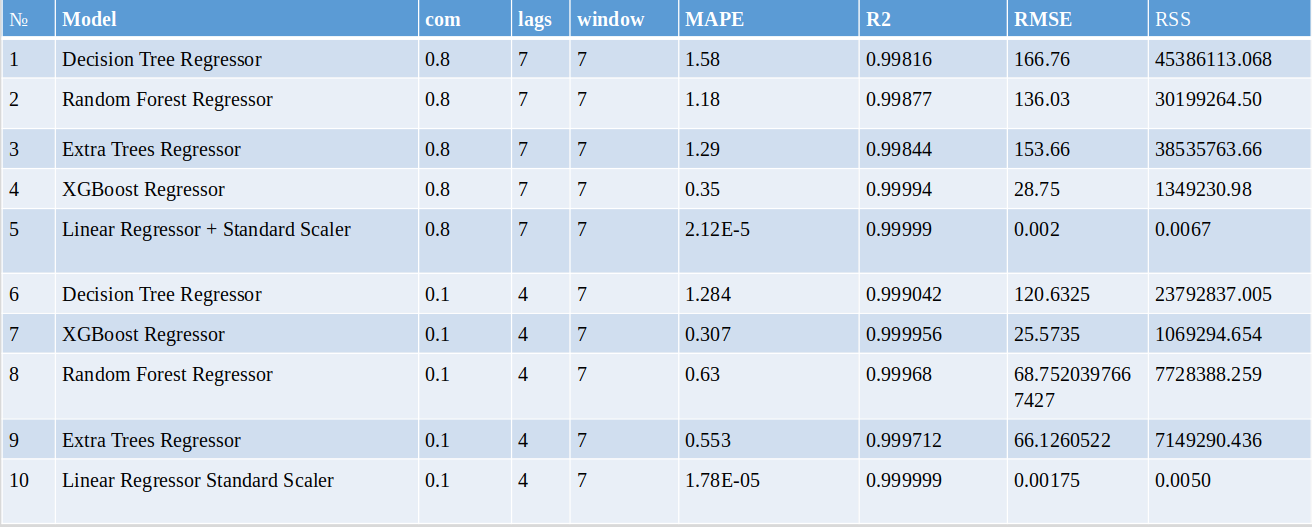 № Model com lags window MAPE R2 RMSE RSS
1 Decision Tree Regressor 0.8 7 7 1.58 0.99816 166.76 45386113.068
2 Random Forest Regressor 0.8 7 7 1.18 0.99877 136.03 30199264.50
3 Extra Trees Regressor 0.8 7 7 1.29 0.99844 153.66 38535763.66
4 XGBoost Regressor 0.8 7 7 0.35 0.99994 28.75 1349230.98
5 Linear Regressor + Standard Scaler 0.8 7 7 2.12E-5 0.99999 0.002 0.0067
6 Decision Tree Regressor 0.1 4 7 1.284 0.999042 120.6325 23792837.005
7 XGBoost Regressor 0.1 4 7 0.307 0.999956 25.5735 1069294.654
8 Random Forest Regressor 0.1 4 7 0.63 0.99968 68.752039766 7728388.259
7427
9 Extra Trees Regressor 0.1 4 7 0.553 0.999712 66.1260522 7149290.436
10 Linear Regressor Standard Scaler 0.1 4 7 1.78E-05 0.999999 0.00175 0.0050